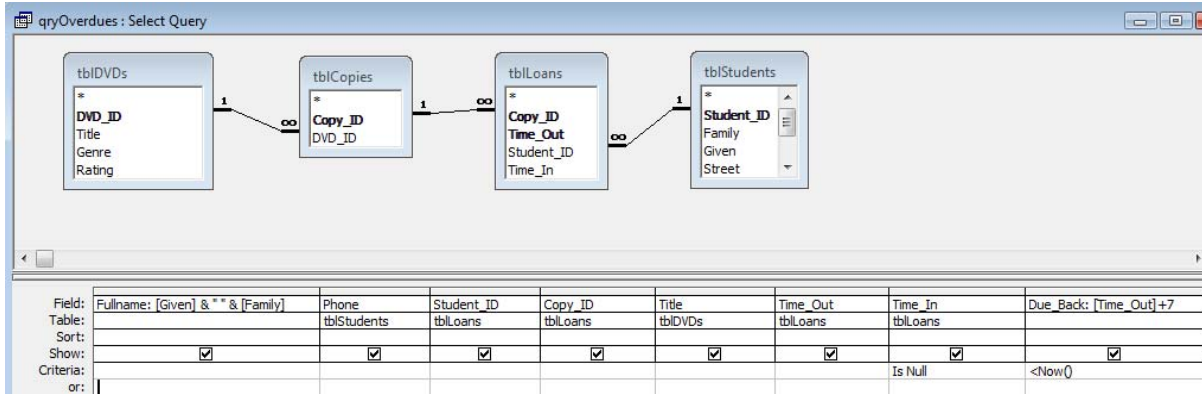 qryOverdues : Select Query
tblDVDs
*
DVD_ID
Title
Genre
Rating
1
∞
tblCopies
*
Copy_ID
DVD_ID
1
∞
tblLoans
*
Copy_ID
Time_Out
Student_ID
Time_In
∞
1
tblStudents
*
Student_ID
Family
Given
Street
Field: Fullname: [Given] & " " & [Family] Phone Student_ID Copy_ID Title Time_Out Time_In Due_Back: [Time_Out]+7
Table: tblStudents tblLoans tblLoans tblDVDs tblLoans tblLoans
Sort:
Show:
Criteria: Is Null <Now()
or: